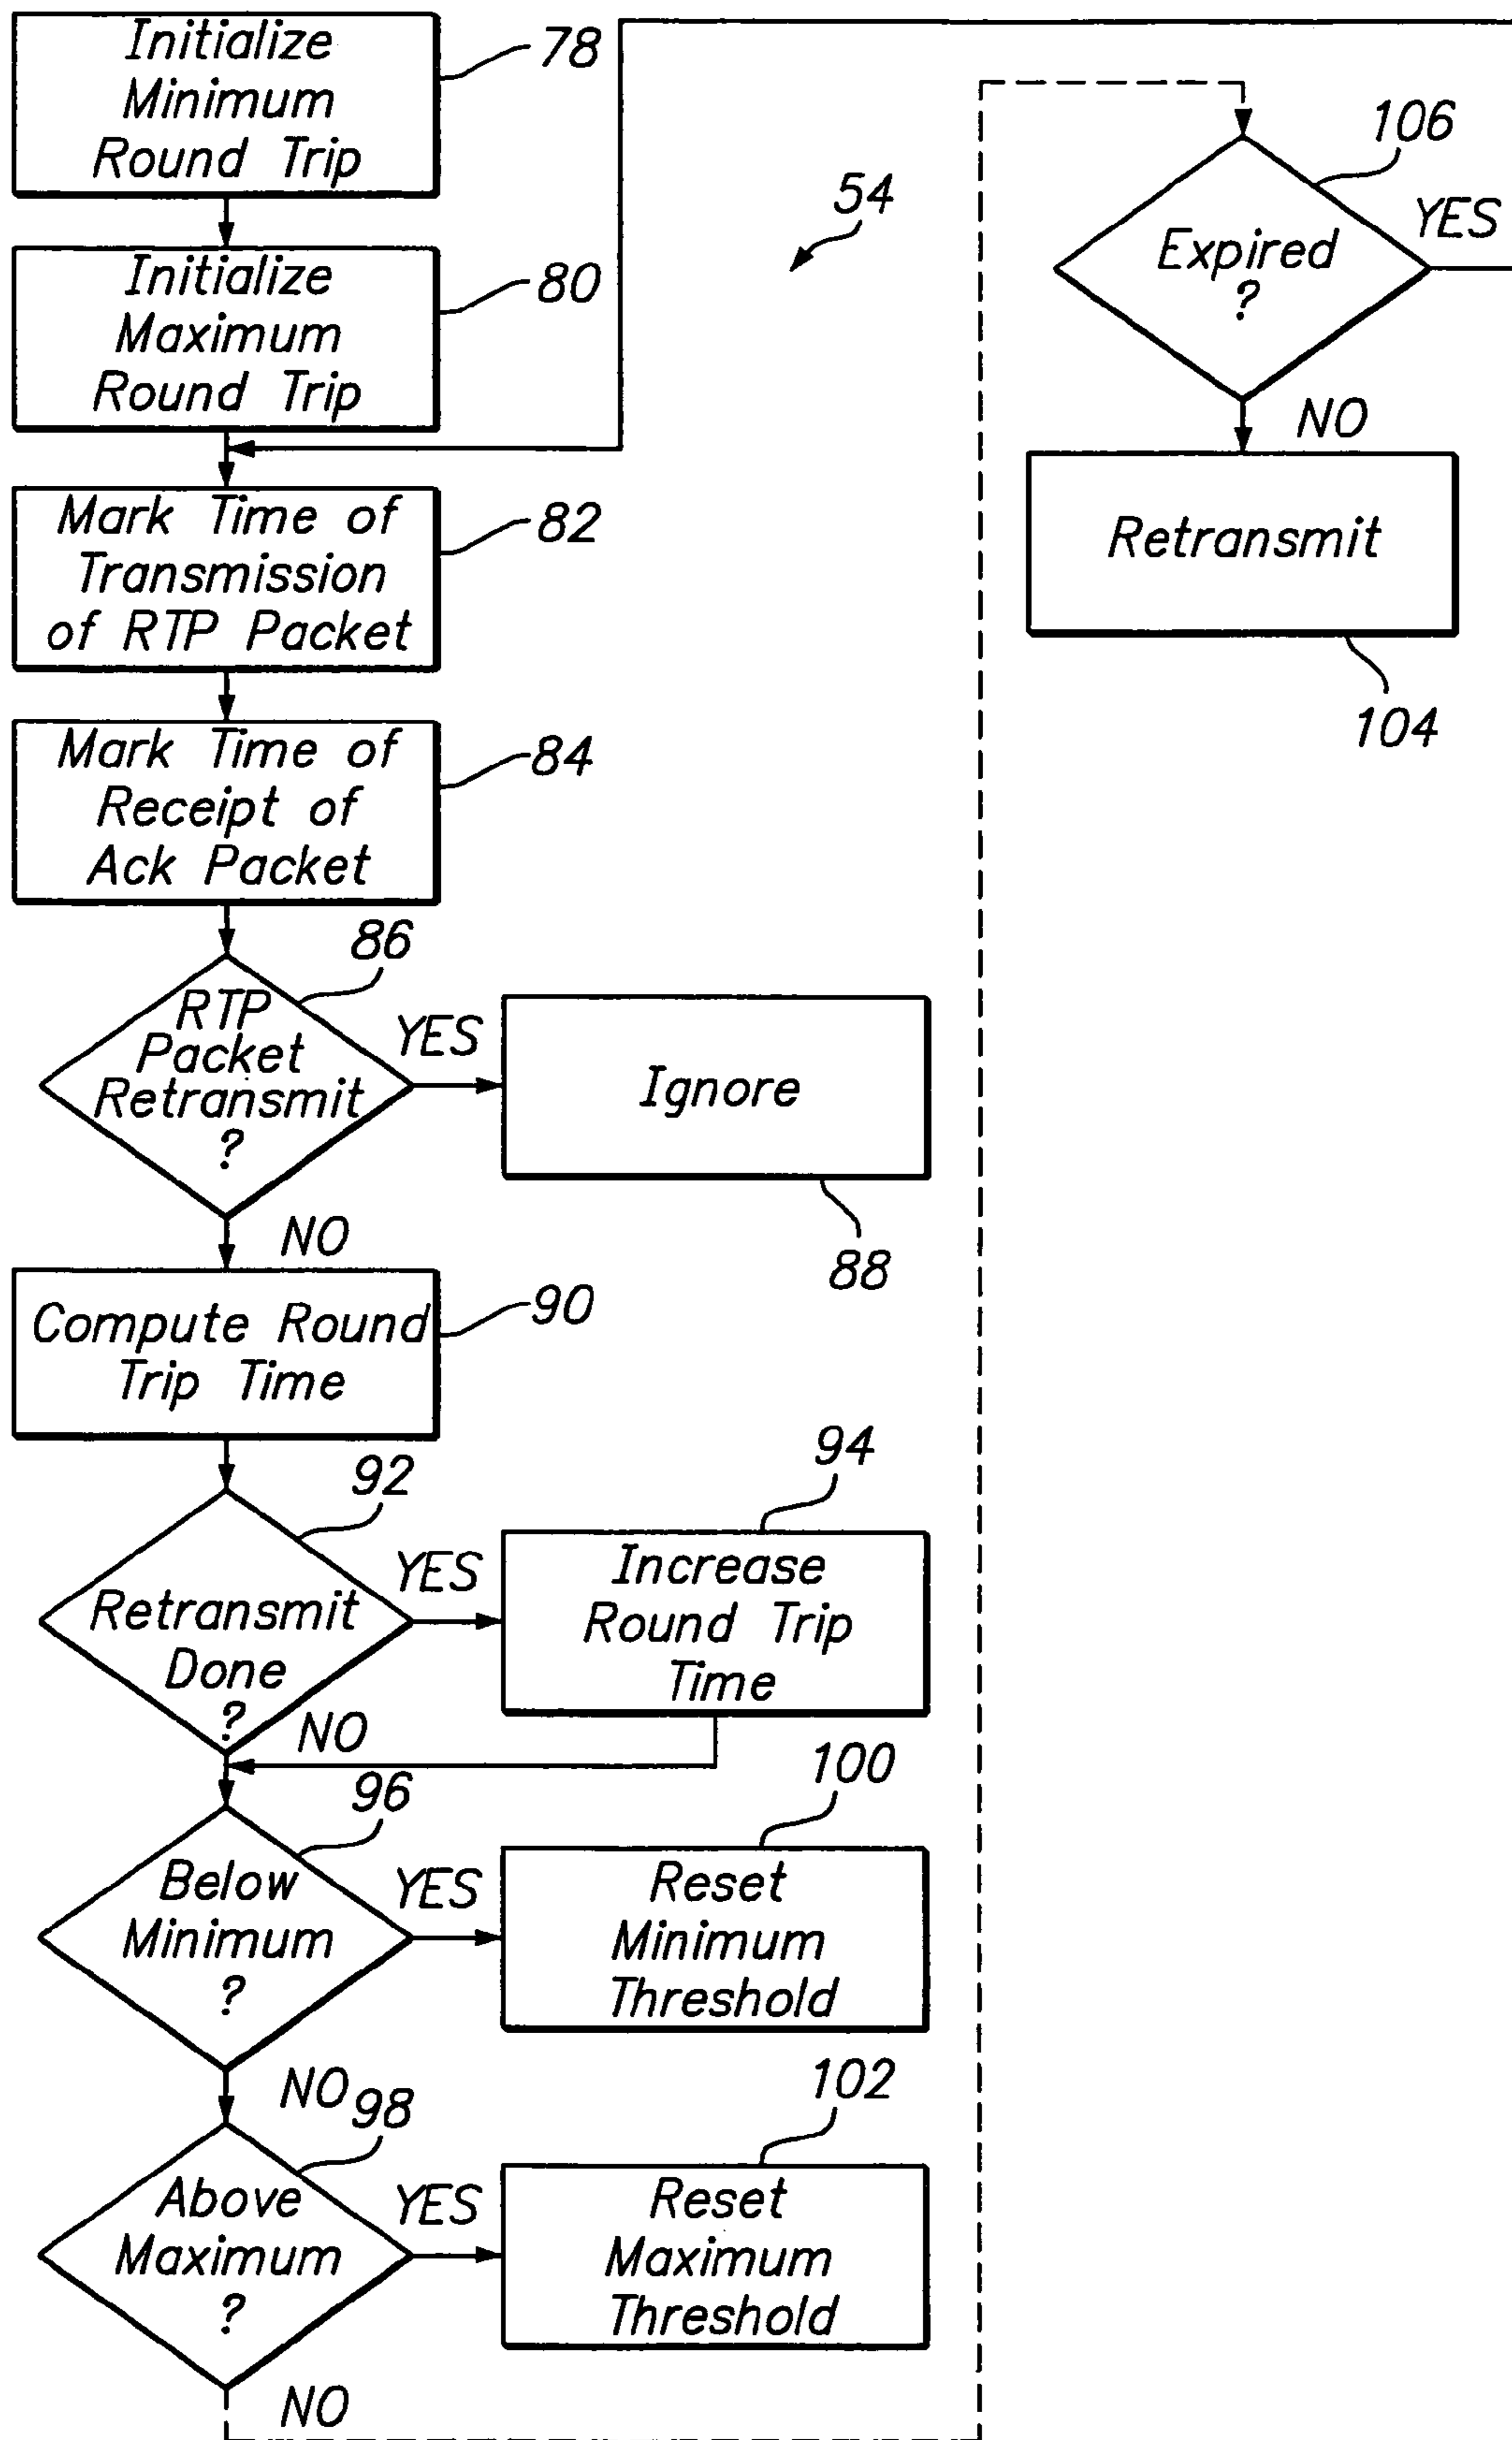 Initialize
Minimum
Round Trip
78
Initialize
Maximum
Round Trip
80
Mark Time of
Transmission
of RTP Packet
82
Mark Time of
Receipt of
Ack Packet
84
86
RTP
Packet
Retransmit
?
YES
Ignore
88
NO
Compute Round
Trip Time
90
92
Retransmit
Done
?
YES
Increase
Round Trip
Time
94
NO
96
Below
Minimum
?
YES
Reset
Minimum
Threshold
100
NO
98
Above
Maximum
?
YES
Reset
Maximum
Threshold
102
NO
54
106
Expired
?
YES
NO
Retransmit
104